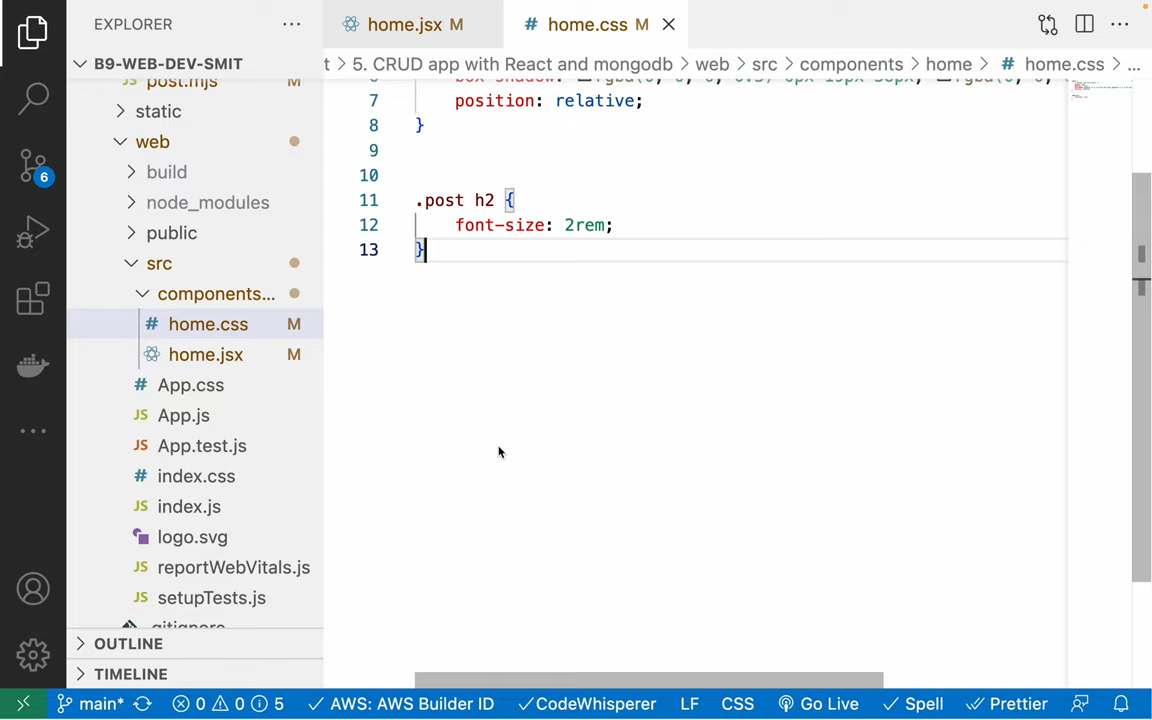 EXPLORER
B9-WEB-DEV-SMIT
post.mjs M
static
web
build
node_modules
public
src
components...
home.css M
home.jsx M
App.css
App.js
App.test.js
index.css
index.js
logo.svg
reportWebVitals.js
setupTests.js
.gitignore
OUTLINE
TIMELINE
home.jsx M
home.css M
t > 5. CRUD app with React and mongodb > web > src > components > home > home.css > ...
7 position: relative;
8 }
9
10
11 .post h2 {
12 font-size: 2rem;
13 }
6
main* 0 0 5 AWS: AWS Builder ID CodeWhisperer LF CSS Go Live Spell Prettier